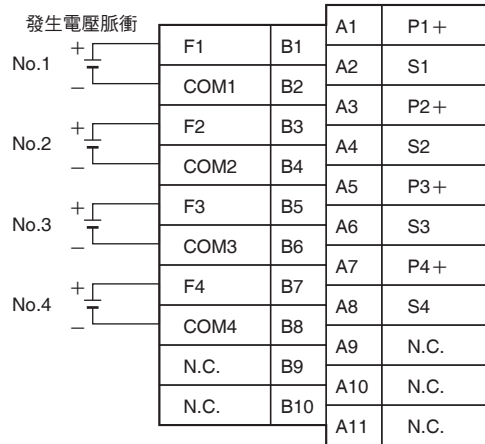 發生電壓脈衝
No.1 + −
No.2 + −
No.3 + −
No.4 + −
F1 B1
COM1 B2
F2 B3
COM2 B4
F3 B5
COM3 B6
F4 B7
COM4 B8
N.C. B9
N.C. B10
A1 P1+
A2 S1
A3 P2+
A4 S2
A5 P3+
A6 S3
A7 P4+
A8 S4
A9 N.C.
A10 N.C.
A11 N.C.